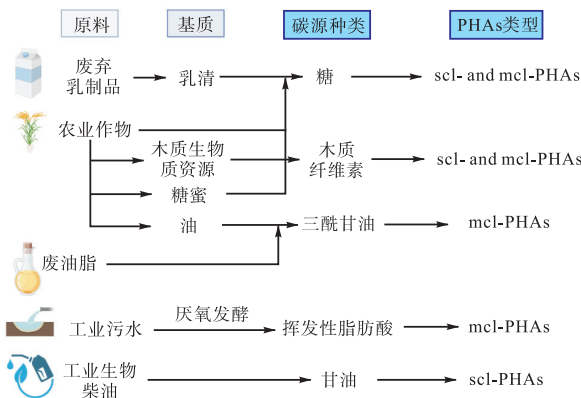 原料 基质 碳源种类 PHAs类型
废弃
乳制品 乳清 糖 scl- and mcl-PHAs
农业作物
木质生物
质资源 木质
纤维素 scl- and mcl-PHAs
糖蜜
油 三酰甘油 mcl-PHAs
废油脂
厌氧发酵
工业污水 挥发性脂肪酸 mcl-PHAs
工业生物
柴油 甘油 scl-PHAs